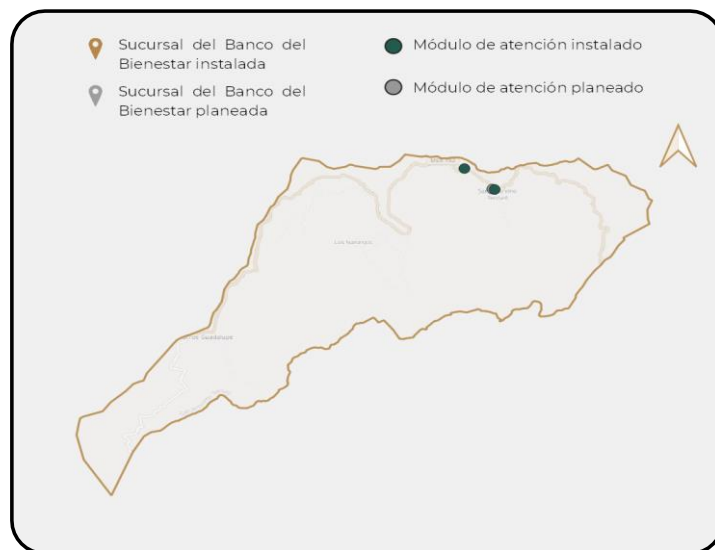 Sucursal del Banco del
Bienestar instalada
Sucursal del Banco del
Bienestar planeada
Módulo de atención instalado
Módulo de atención planeado
Guadalupe